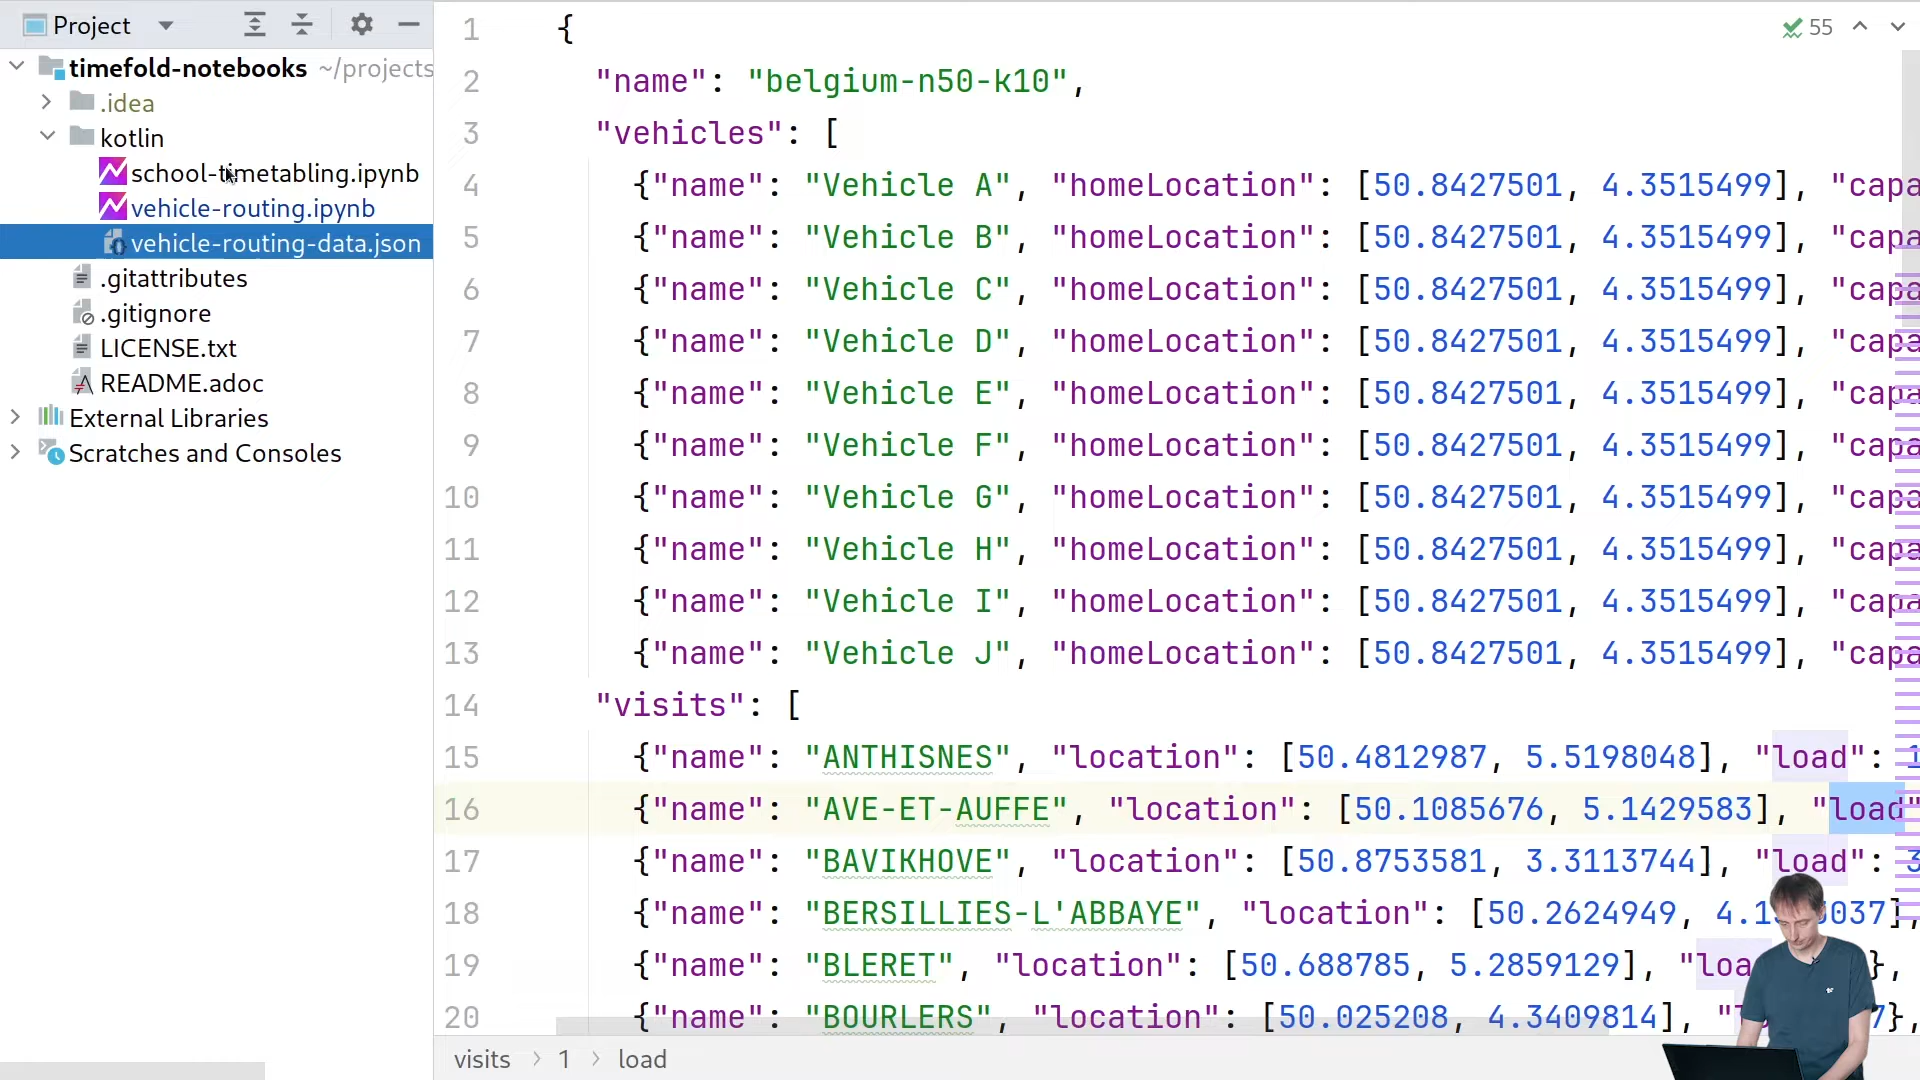 Project
timefold-notebooks ~/projects
.idea
kotlin
school-timetabling.ipynb
vehicle-routing.ipynb
vehicle-routing-data.json
.gitattributes
.gitignore
LICENSE.txt
README.adoc
External Libraries
Scratches and Consoles
55
1 {
2 "name": "belgium-n50-k10",
3 "vehicles": [
4 {"name": "Vehicle A", "homeLocation": [50.8427501, 4.3515499], "capa
5 {"name": "Vehicle B", "homeLocation": [50.8427501, 4.3515499], "capa
6 {"name": "Vehicle C", "homeLocation": [50.8427501, 4.3515499], "capa
7 {"name": "Vehicle D", "homeLocation": [50.8427501, 4.3515499], "capa
8 {"name": "Vehicle E", "homeLocation": [50.8427501, 4.3515499], "capa
9 {"name": "Vehicle F", "homeLocation": [50.8427501, 4.3515499], "capa
10 {"name": "Vehicle G", "homeLocation": [50.8427501, 4.3515499], "capa
11 {"name": "Vehicle H", "homeLocation": [50.8427501, 4.3515499], "capa
12 {"name": "Vehicle I", "homeLocation": [50.8427501, 4.3515499], "capa
13 {"name": "Vehicle J", "homeLocation": [50.8427501, 4.3515499], "capa
14 "visits": [
15 {"name": "ANTHISNES", "location": [50.4812987, 5.5198048], "load": 1
16 {"name": "AVE-ET-AUFFE", "location": [50.1085676, 5.1429583], "load"
17 {"name": "BAVIKHOVE", "location": [50.8753581, 3.3113744], "load": 3
18 {"name": "BERSILLIES-L'ABBAYE", "location": [50.2624949,
19 {"name": "BLERET", "location": [50.688785, 5.2859129], "loa },
20 {"name": "BOURLERS", "location": [50.025208, 4.3409814], " 7},
visits > 1 > load